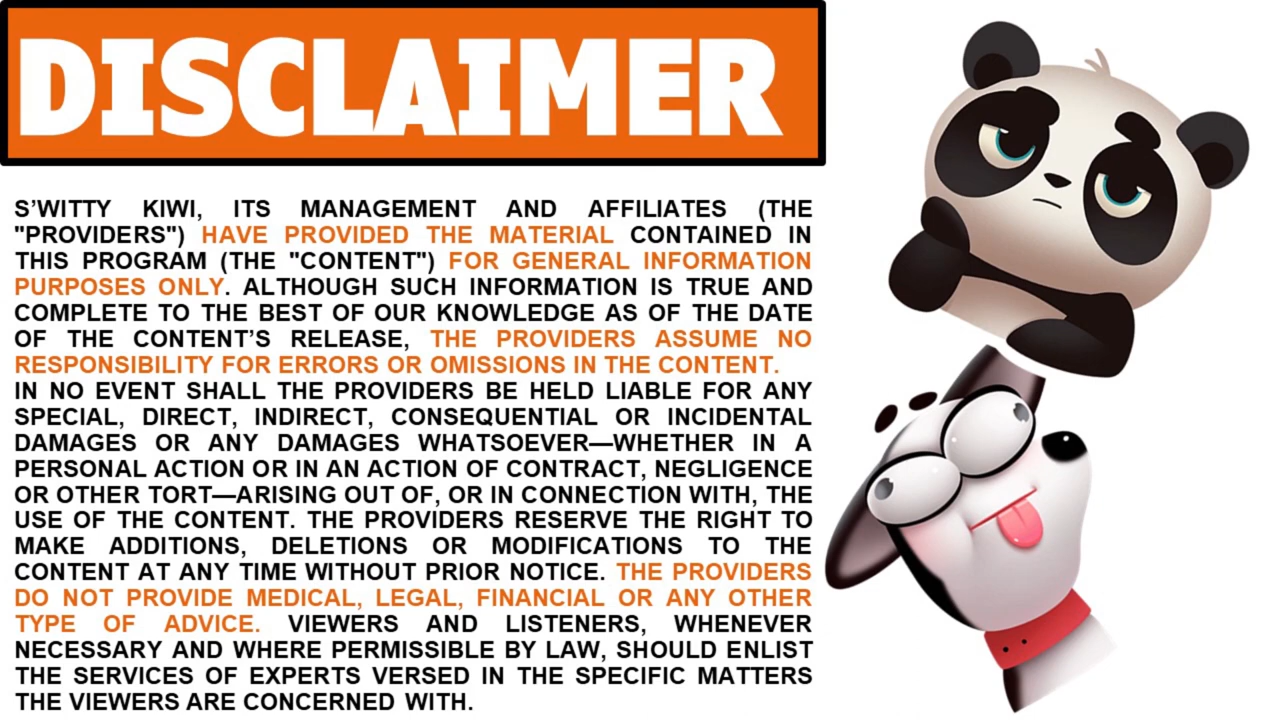 DISCLAIMER
S’WITTY KIWI, ITS MANAGEMENT AND AFFILIATES (THE
"PROVIDERS") HAVE PROVIDED THE MATERIAL CONTAINED IN
THIS PROGRAM (THE "CONTENT") FOR GENERAL INFORMATION
PURPOSES ONLY. ALTHOUGH SUCH INFORMATION IS TRUE AND
COMPLETE TO THE BEST OF OUR KNOWLEDGE AS OF THE DATE
OF THE CONTENT’S RELEASE, THE PROVIDERS ASSUME NO
RESPONSIBILITY FOR ERRORS OR OMISSIONS IN THE CONTENT.
IN NO EVENT SHALL THE PROVIDERS BE HELD LIABLE FOR ANY
SPECIAL, DIRECT, INDIRECT, CONSEQUENTIAL OR INCIDENTAL
DAMAGES OR ANY DAMAGES WHATSOEVER—WHETHER IN A
PERSONAL ACTION OR IN AN ACTION OF CONTRACT, NEGLIGENCE
OR OTHER TORT—ARISING OUT OF, OR IN CONNECTION WITH, THE
USE OF THE CONTENT. THE PROVIDERS RESERVE THE RIGHT TO
MAKE ADDITIONS, DELETIONS OR MODIFICATIONS TO THE
CONTENT AT ANY TIME WITHOUT PRIOR NOTICE. THE PROVIDERS
DO NOT PROVIDE MEDICAL, LEGAL, FINANCIAL OR ANY OTHER
TYPE OF ADVICE. VIEWERS AND LISTENERS, WHENEVER
NECESSARY AND WHERE PERMISSIBLE BY LAW, SHOULD ENLIST
THE SERVICES OF EXPERTS VERSED IN THE SPECIFIC MATTERS
THE VIEWERS ARE CONCERNED WITH.